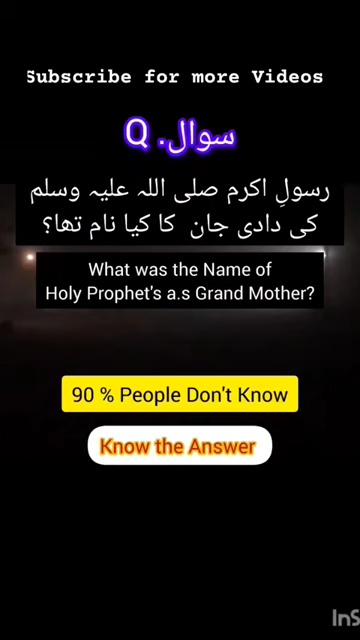 Subscribe for more Videos
سوال. Q
رسولِ اکرم صلی اللہ علیہ وسلم
کی دادی جان کا کیا نام تھا؟
What was the Name of
Holy Prophet's a.s Grand Mother?
90 % People Don't Know
Know the Answer
InS